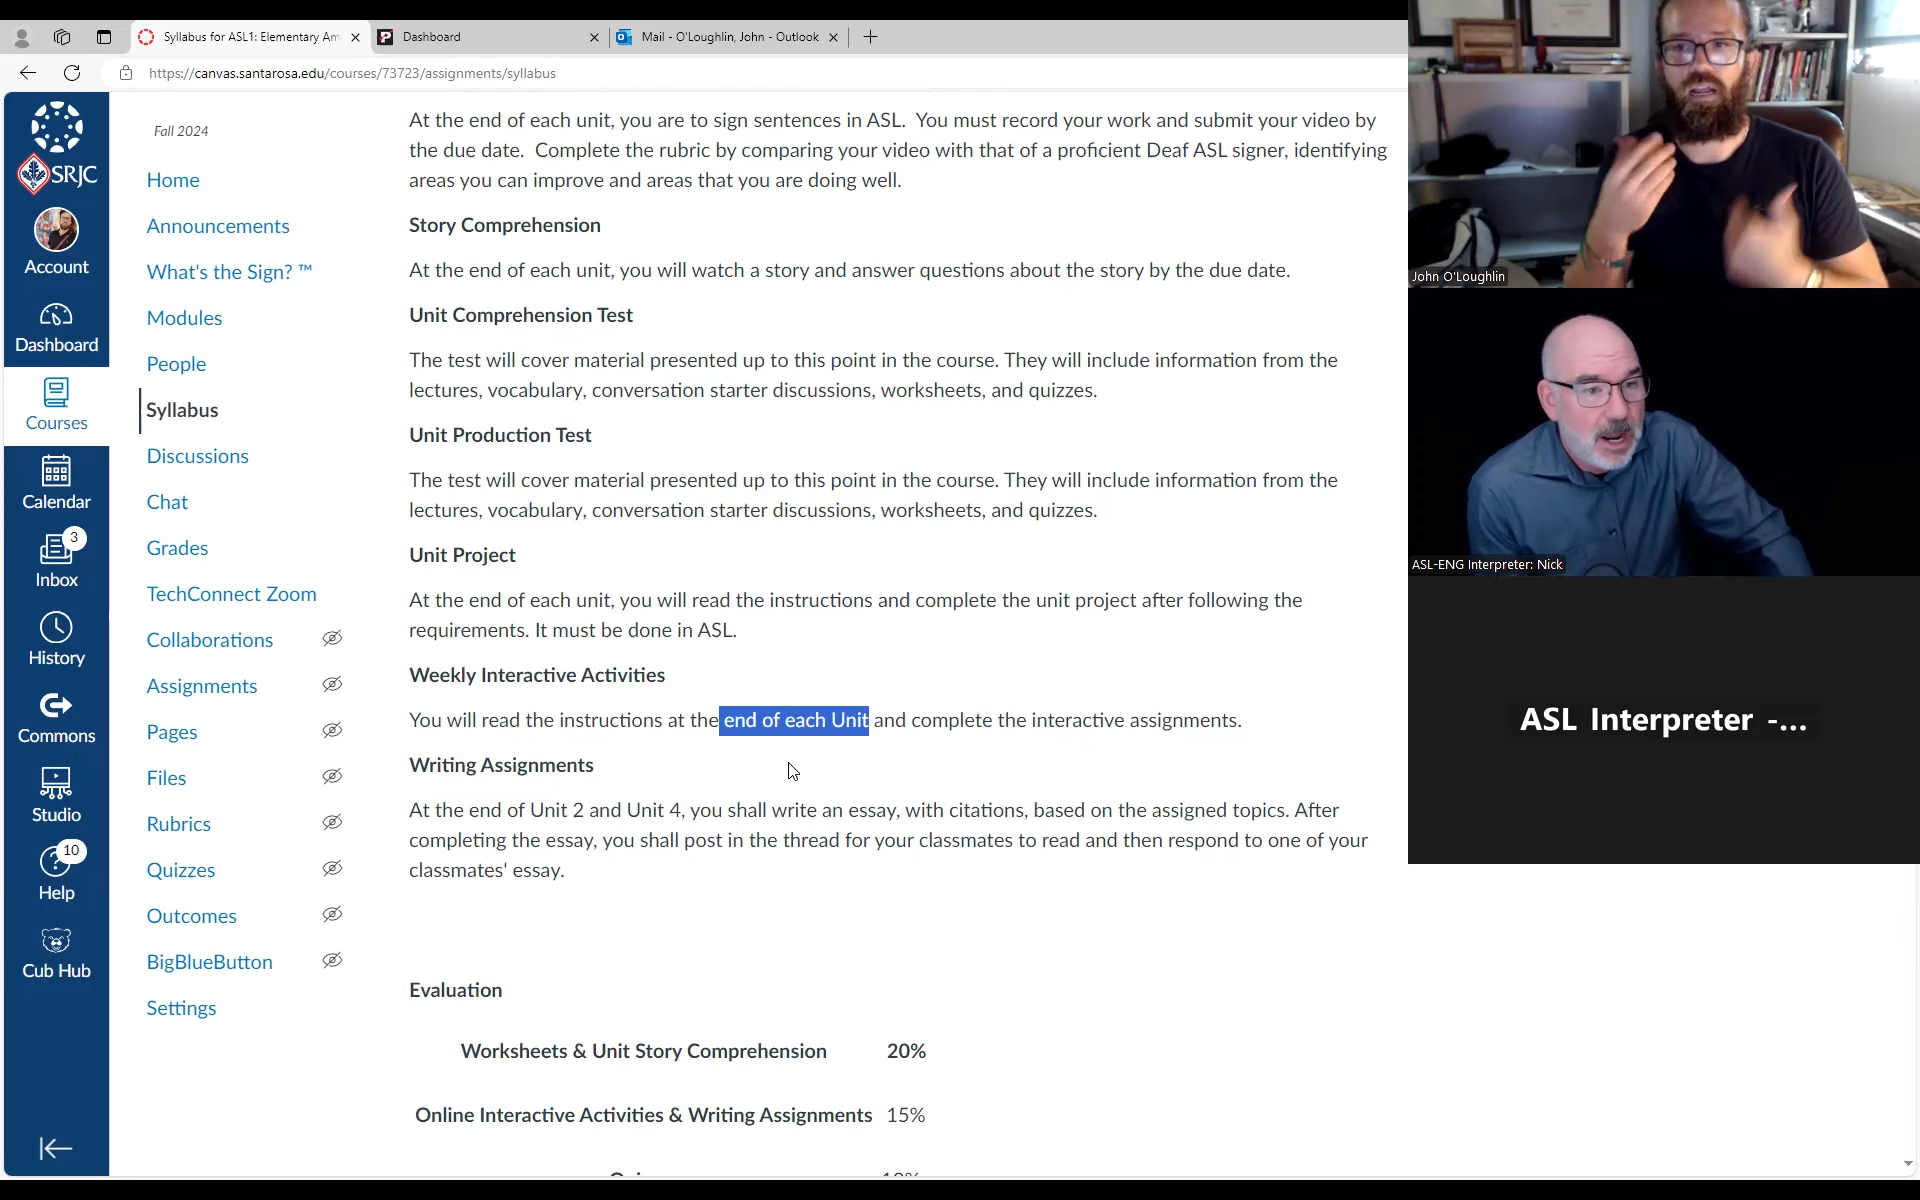 Syllabus for ASL1: Elementary Am
Dashboard
Mail - O'Loughlin, John - Outlook
https://canvas.santarosa.edu/courses/73723/assignments/syllabus
SRJC
Account
Dashboard
Courses
Calendar
3
Inbox
History
Commons
Studio
10
Help
Cub Hub
Fall 2024
Home
Announcements
What's the Sign? ™
Modules
People
Syllabus
Discussions
Chat
Grades
TechConnect Zoom
Collaborations
Assignments
Pages
Files
Rubrics
Quizzes
Outcomes
BigBlueButton
Settings
At the end of each unit, you are to sign sentences in ASL. You must record your work and submit your video by
the due date. Complete the rubric by comparing your video with that of a proficient Deaf ASL signer, identifying
areas you can improve and areas that you are doing well.
Story Comprehension
At the end of each unit, you will watch a story and answer questions about the story by the due date.
Unit Comprehension Test
The test will cover material presented up to this point in the course. They will include information from the
lectures, vocabulary, conversation starter discussions, worksheets, and quizzes.
Unit Production Test
The test will cover material presented up to this point in the course. They will include information from the
lectures, vocabulary, conversation starter discussions, worksheets, and quizzes.
Unit Project
At the end of each unit, you will read the instructions and complete the unit project after following the
requirements. It must be done in ASL.
Weekly Interactive Activities
You will read the instructions at the end of each Unit and complete the interactive assignments.
Writing Assignments
At the end of Unit 2 and Unit 4, you shall write an essay, with citations, based on the assigned topics. After
completing the essay, you shall post in the thread for your classmates to read and then respond to one of your
classmates' essay.
Evaluation
Worksheets & Unit Story Comprehension 20%
Online Interactive Activities & Writing Assignments 15%
John O'Loughlin
ASL-ENG Interpreter: Nick
ASL Interpreter -...